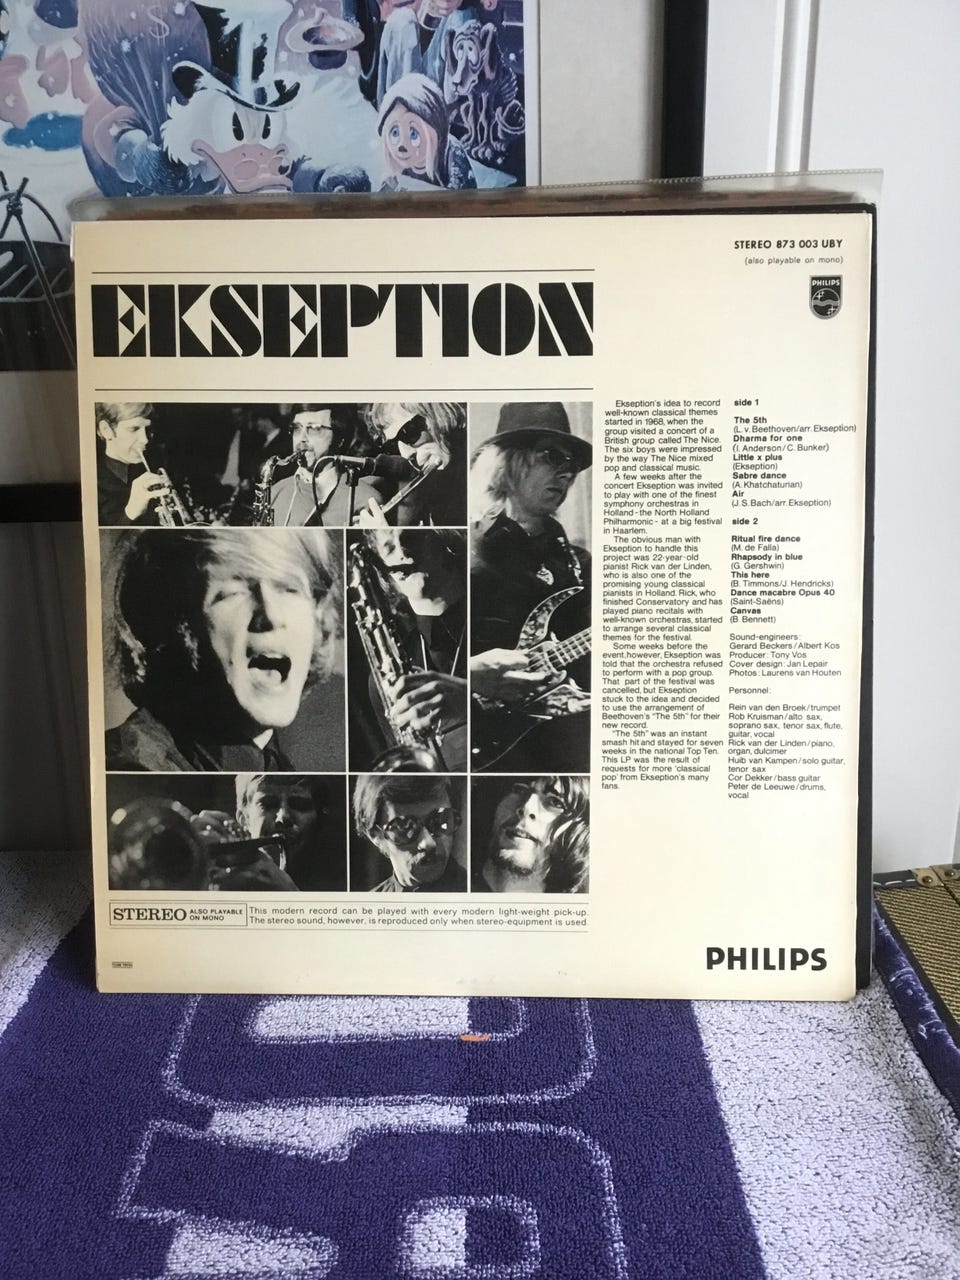 STEREO 873 003 UBY
(also playable on mono)
PHILIPS
EKSEPTION
Ekseption's idea to record
well-known classical themes
started in 1968, when the
group visited a concert of a
British group called The Nice.
The six boys were impressed
by the way The Nice mixed
pop and classical music.
A few weeks after the
concert Ekseption was invited
to play with one of the finest
symphony orchestras in
Holland - the North Holland
Philharmonic - at a big festival
in Haarlem.
The obvious man with
Ekseption to handle this
project was 22-year-old
pianist Rick van der Linden,
who is also one of the
promising young classical
pianists in Holland. Rick, who
finished Conservatory and has
played piano recitals with
well-known orchestras, started
to arrange several classical
themes for the festival.
Some weeks before the
event, however, Ekseption was
told that the orchestra refused
to perform with a pop group.
That part of the festival was
cancelled, but Ekseption
stuck to the idea and decided
to use the arrangement of
Beethoven's "The 5th" for their
new record.
"The 5th" was an instant
smash hit and stayed for seven
weeks in the national Top Ten.
This LP was the result of
requests for more 'classical
pop' from Ekseption's many
fans.
side 1
The 5th
(L.v. Beethoven/arr. Ekseption)
Dharma for one
(I. Anderson/C. Bunker)
Little x plus
(Ekseption)
Sabre dance
(A. Khatchaturian)
Air
(J.S. Bach/arr. Ekseption)
side 2
Ritual fire dance
(M. de Falla)
Rhapsody in blue
(G. Gershwin)
This here
(B. Timmons/J. Hendricks)
Dance macabre Opus 40
(Saint-Saëns)
Canvas
(B. Bennett)
Sound-engineers:
Gerard Beckers/Albert Kos
Producer: Tony Vos
Cover design: Jan Lepair
Photos: Laurens van Houten
Personnel:
Rein van den Broek/trumpet
Rob Kruisman/alto sax,
soprano sax, tenor sax, flute,
guitar, vocal
Rick van der Linden/piano,
organ, dulcimer
Huib van Kampen/solo guitar,
tenor sax
Cor Dekker/bass guitar
Peter de Leeuwe/drums,
vocal
STEREO ALSO PLAYABLE ON MONO
This modern record can be played with every modern light-weight pick-up.
The stereo sound, however, is reproduced only when stereo-equipment is used.
PHILIPS